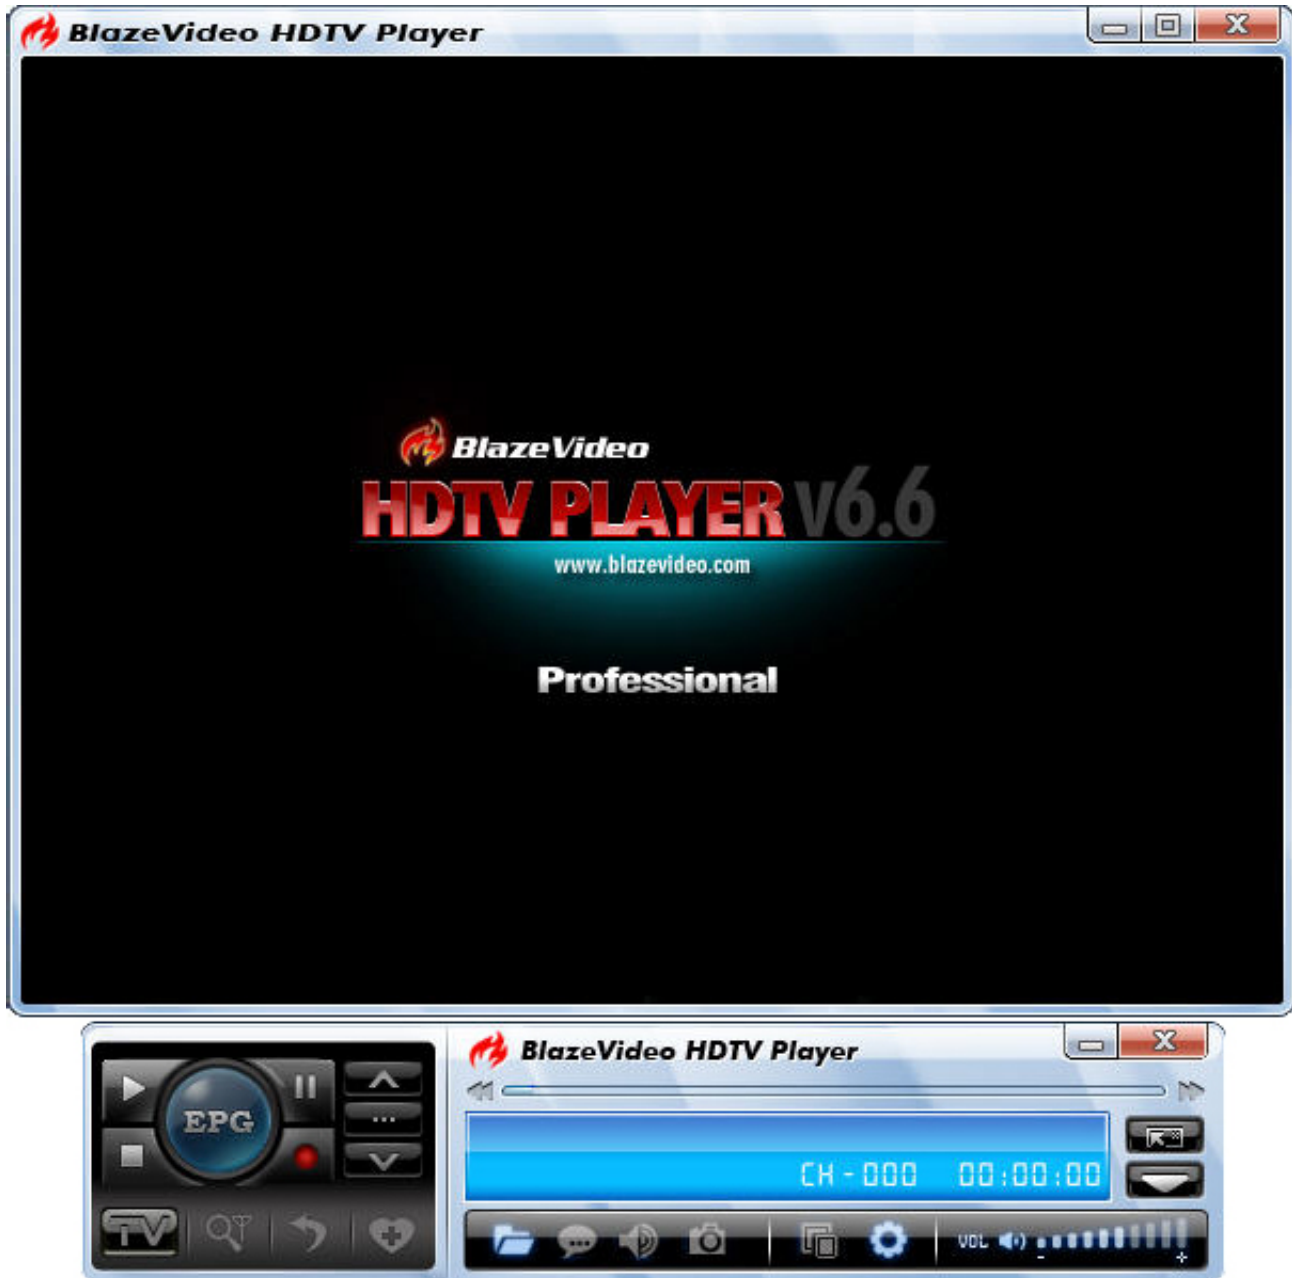 BlazeVideo HDTV Player
BlazeVideo
HDTV PLAYER v6.6
www.blazevideo.com
Professional
BlazeVideo HDTV Player
EPG
CH - 000 00:00:00
TV
VOL